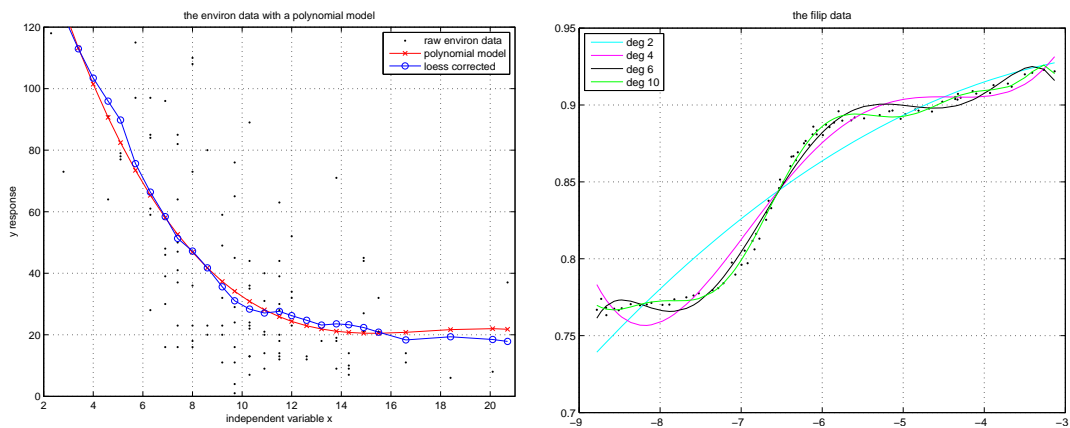 the environ data with a polynomial model
raw environ data
polynomial model
loess corrected
y response
120
100
80
60
40
20
0
2 4 6 8 10 12 14 16 18 20
independent variable x
the filip data
deg 2
deg 4
deg 6
deg 10
0.95
0.9
0.85
0.8
0.75
0.7
−9 −8 −7 −6 −5 −4 −3